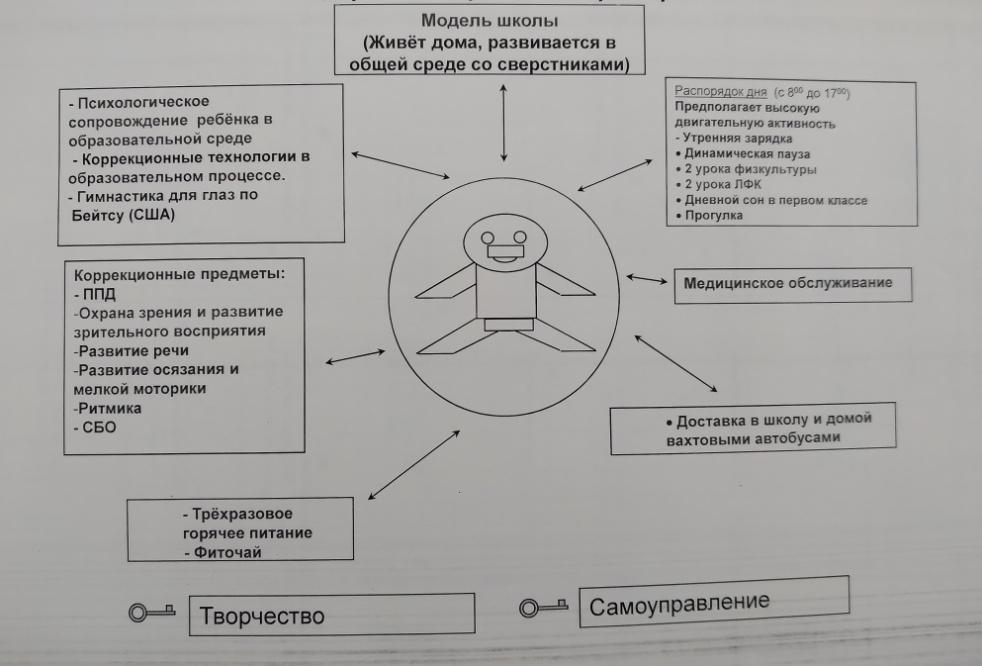 Модель школы
(Живёт дома, развивается в
общей среде со сверстниками)
- Психологическое
сопровождение ребёнка в
образовательной среде
- Коррекционные технологии в
образовательном процессе.
- Гимнастика для глаз по
Бейтсу (США)
Распорядок дня (с 8⁰⁰ до 17⁰⁰)
Предполагает высокую
двигательную активность
- Утренняя зарядка
• Динамическая пауза
• 2 урока физкультуры
• 2 урока ЛФК
• Дневной сон в первом классе
• Прогулка
Коррекционные предметы:
- ППД
-Охрана зрения и развитие
зрительного восприятия
-Развитие речи
-Развитие осязания и
мелкой моторики
-Ритмика
- СБО
Медицинское обслуживание
• Доставка в школу и домой
вахтовыми автобусами
- Трёхразовое
горячее питание
- Фиточай
Творчество
Самоуправление